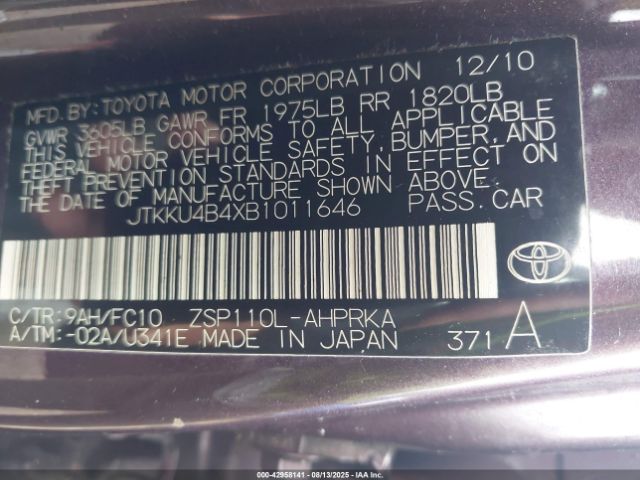 MFD.BY:TOYOTA MOTOR CORPORATION 12/10
GVWR 3605LB GAWR FR 1975LB RR 1820LB
THIS VEHICLE CONFORMS TO ALL APPLICABLE
FEDERAL MOTOR VEHICLE SAFETY,BUMPER,AND
THEFT PREVENTION STANDARDS IN EFFECT ON
THE DATE OF MANUFACTURE SHOWN ABOVE.
JTKKU4B4XB1011646 PASS.CAR
C/TR:9AH/FC10 ZSP110L-AHPRKA
A/TM:-02A/U341E MADE IN JAPAN 371 A
TOYOTA
000-42958141 - 08/13/2025 - IAAI.COM